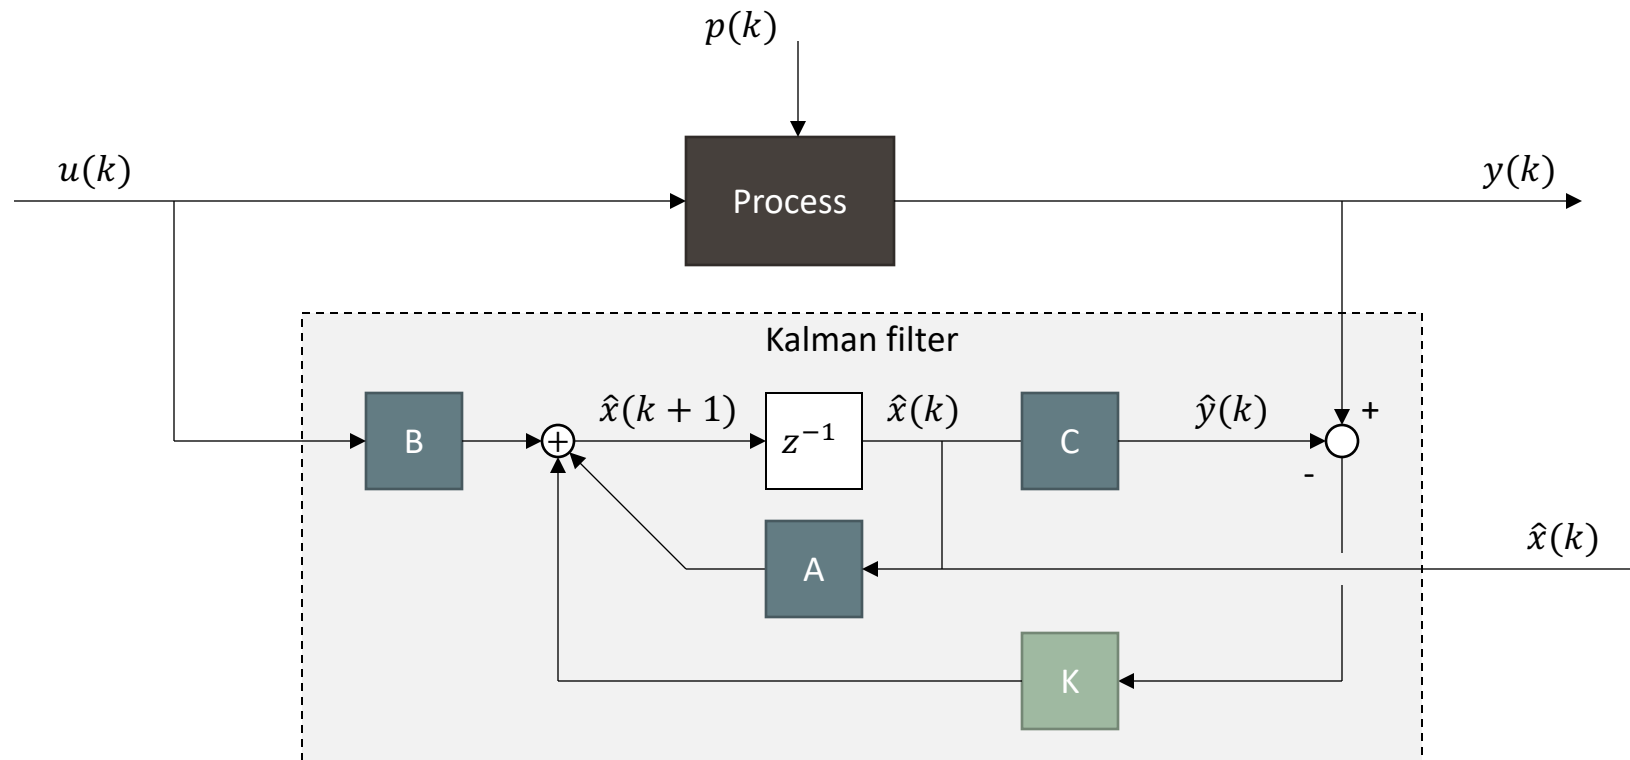 p(k)
u(k)
Process
y(k)
Kalman filter
B
+
x̂(k + 1)
z⁻¹
x̂(k)
C
ŷ(k)
+
-
A
x̂(k)
K